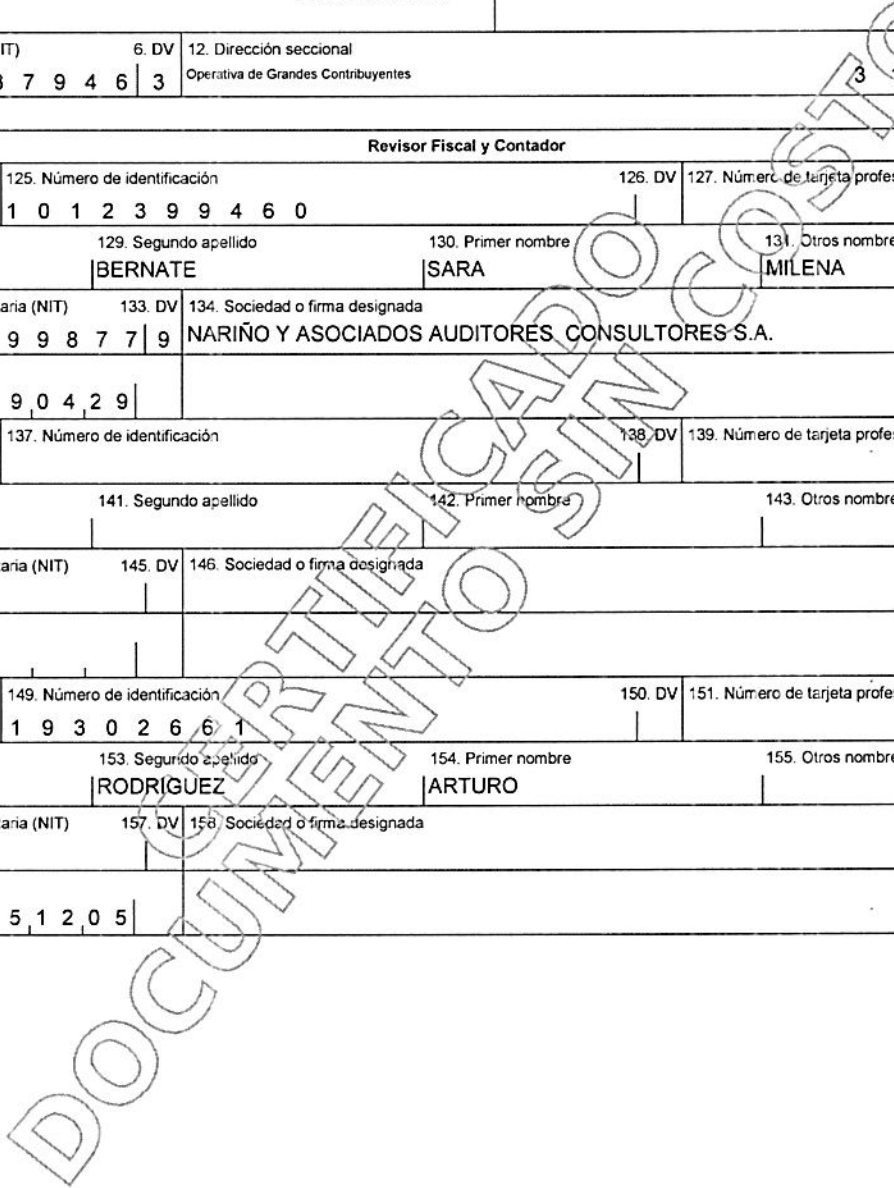 IT) 6. DV 12. Dirección seccional
7 9 4 6 3 Operativa de Grandes Contribuyentes 3
Revisor Fiscal y Contador
125. Número de identificación 126. DV 127. Número de tarjeta profes
1 0 1 2 3 9 9 4 6 0
129. Segundo apellido 130. Primer nombre 131. Otros nombre
BERNATE SARA MILENA
aria (NIT) 133. DV 134. Sociedad o firma designada
9 9 8 7 7 9 NARIÑO Y ASOCIADOS AUDITORES CONSULTORES S.A.
9 0 4 2 9
137. Número de identificación 138. DV 139. Número de tarjeta profes
141. Segundo apellido 142. Primer nombre 143. Otros nombre
aria (NIT) 145. DV 146. Sociedad o firma designada
149. Número de identificación 150. DV 151. Número de tarjeta profes
1 9 3 0 2 6 6 1
153. Segundo apellido 154. Primer nombre 155. Otros nombre
RODRIGUEZ ARTURO
aria (NIT) 157. DV 158. Sociedad o firma designada
5 1 2 0 5
CERTIFICADO
DOCUMENTO SIN COSTO